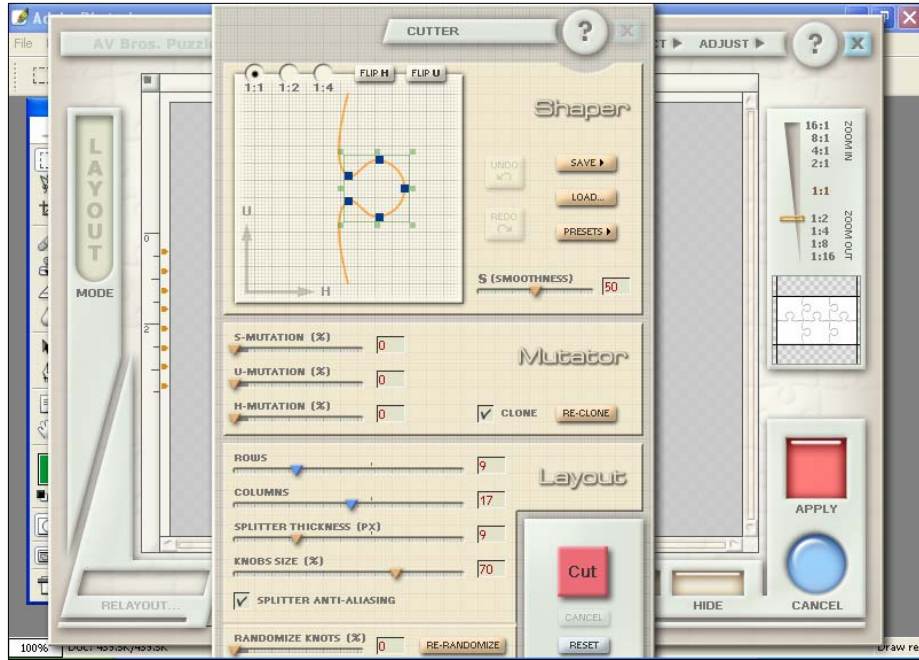 File
AV Bros. Puzzle
CUTTER
?
X
ADJUST
?
X
1:1 1:2 1:4
FLIP H
FLIP U
Shaper
UNDO
SAVE
LOAD...
REDO
PRESETS
U
H
S (SMOOTHNESS)
50
LAYOUT
MODE
0
2
16:1
8:1
4:1
2:1
1:1
1:2
1:4
1:8
1:16
ZOOM IN
ZOOM OUT
S-MUTATION (%)
0
U-MUTATION (%)
0
H-MUTATION (%)
0
Mutator
CLONE
RE-CLONE
ROWS
9
COLUMNS
17
SPLITTER THICKNESS (PX)
9
KNOBS SIZE (%)
70
SPLITTER ANTI-ALIASING
RANDOMIZE KNOTS (%)
0
RE-RANDOMIZE
Layout
Cut
CANCEL
RESET
APPLY
CANCEL
RELAYOUT...
HIDE
100%
Draw re